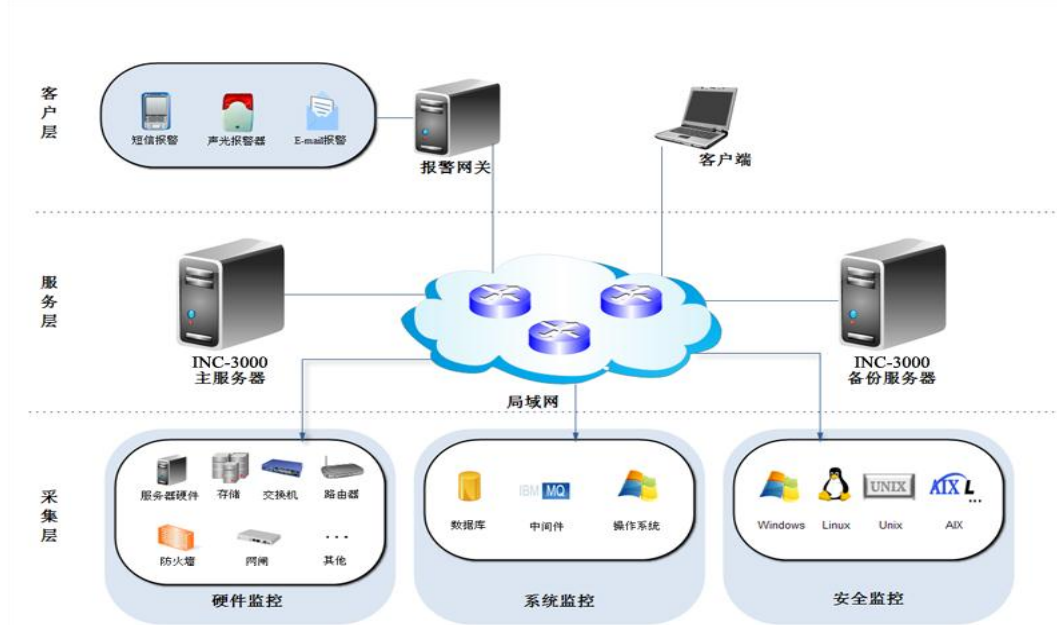 客户层
短信报警
声光报警器
E-mail报警
报警网关
客户端
服务层
INC-3000
主服务器
INC-3000
备份服务器
局域网
采集层
服务器硬件
存储
交换机
路由器
防火墙
网闸
其他
...
硬件监控
数据库
IBM MQ
中间件
操作系统
系统监控
UNIX
AIX L
...
Windows
Linux
Unix
AIX
安全监控